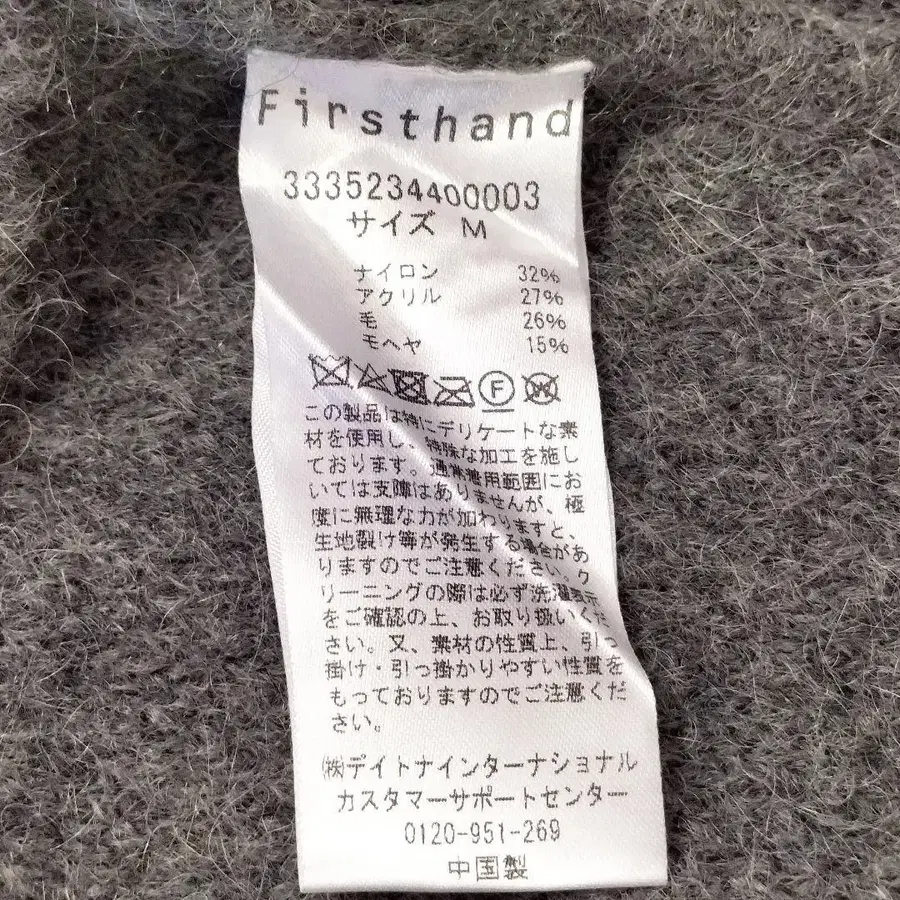 Firsthand
3335234400003
サイズ M
ナイロン 32%
アクリル 27%
毛 26%
モヘヤ 15%
F
W
この製品は特にデリケートな素
材を使用し、特殊な加工を施し
ております。通常着用範囲にお
いては支障はありませんが、極
度に無理な力が加わりますと、
生地裂け等が発生する場合があ
りますのでご注意ください。ク
リーニングの際は必ず洗濯表示
をご確認の上、お取り扱いくだ
さい。又、素材の性質上、引っ
掛け・引っ掛かりやすい性質を
もっておりますのでご注意くだ
さい。
㈱デイトナインターナショナル
カスタマーサポートセンター
0120-951-269
中国製